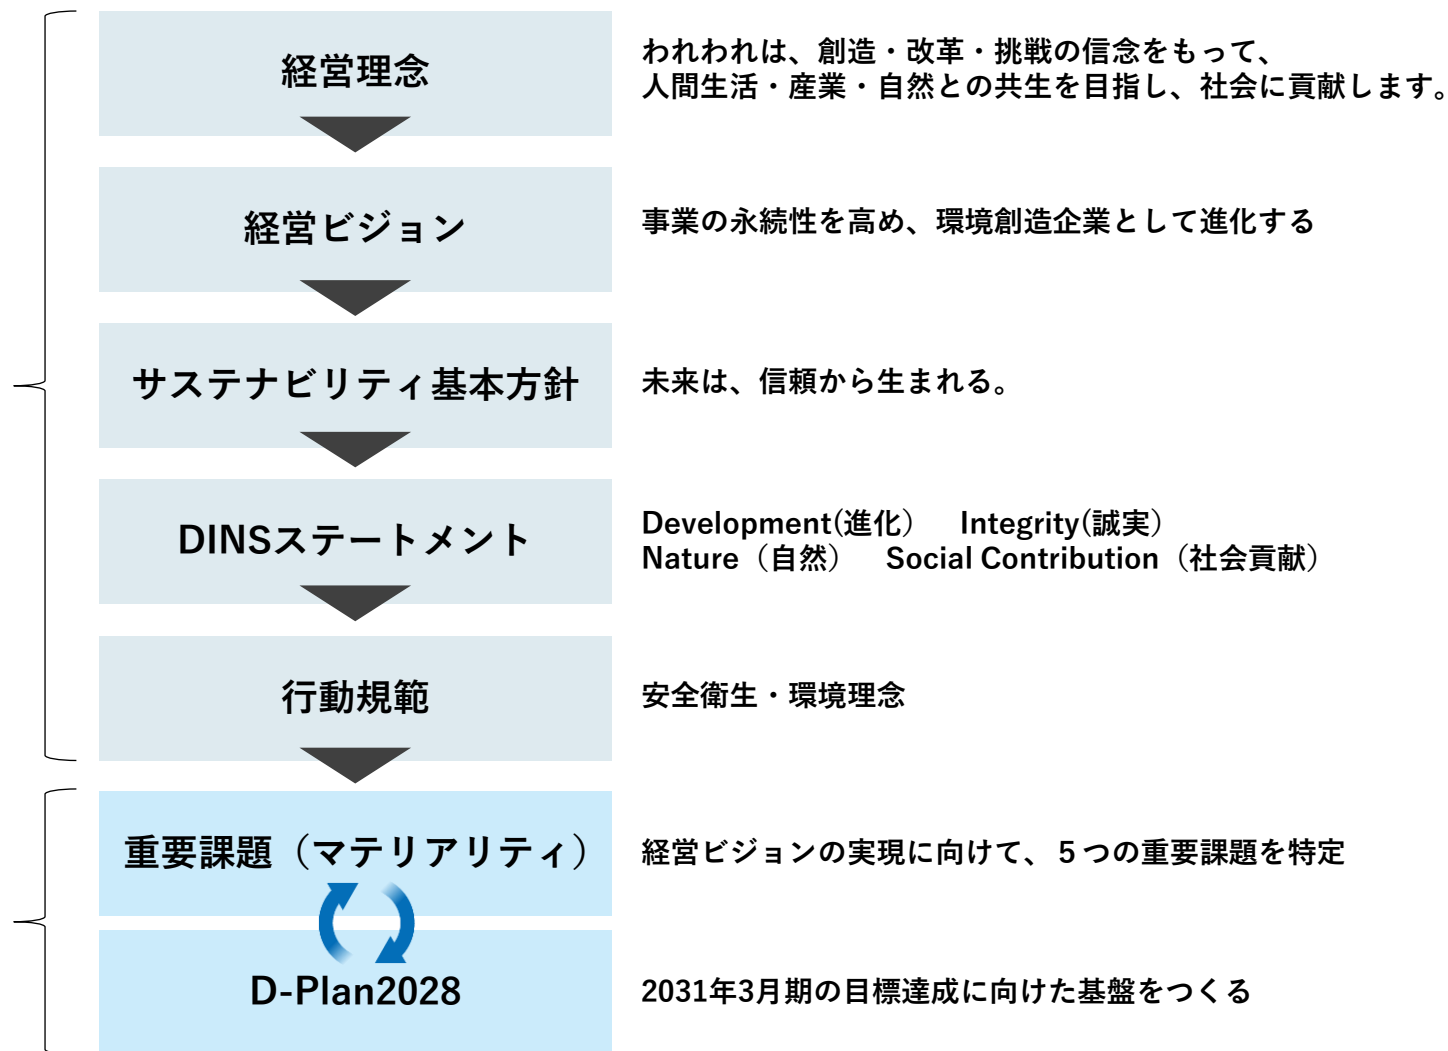 経営理念
われわれは、創造・改革・挑戦の信念をもって、
人間生活・産業・自然との共生を目指し、社会に貢献します。
経営ビジョン
事業の永続性を高め、環境創造企業として進化する
サステナビリティ基本方針
未来は、信頼から生まれる。
DINSステートメント
Development(進化）　Integrity(誠実）
Nature（自然）　Social Contribution（社会貢献）
行動規範
安全衛生・環境理念
重要課題（マテリアリティ）
経営ビジョンの実現に向けて、５つの重要課題を特定
D-Plan2028
2031年3月期の目標達成に向けた基盤をつくる